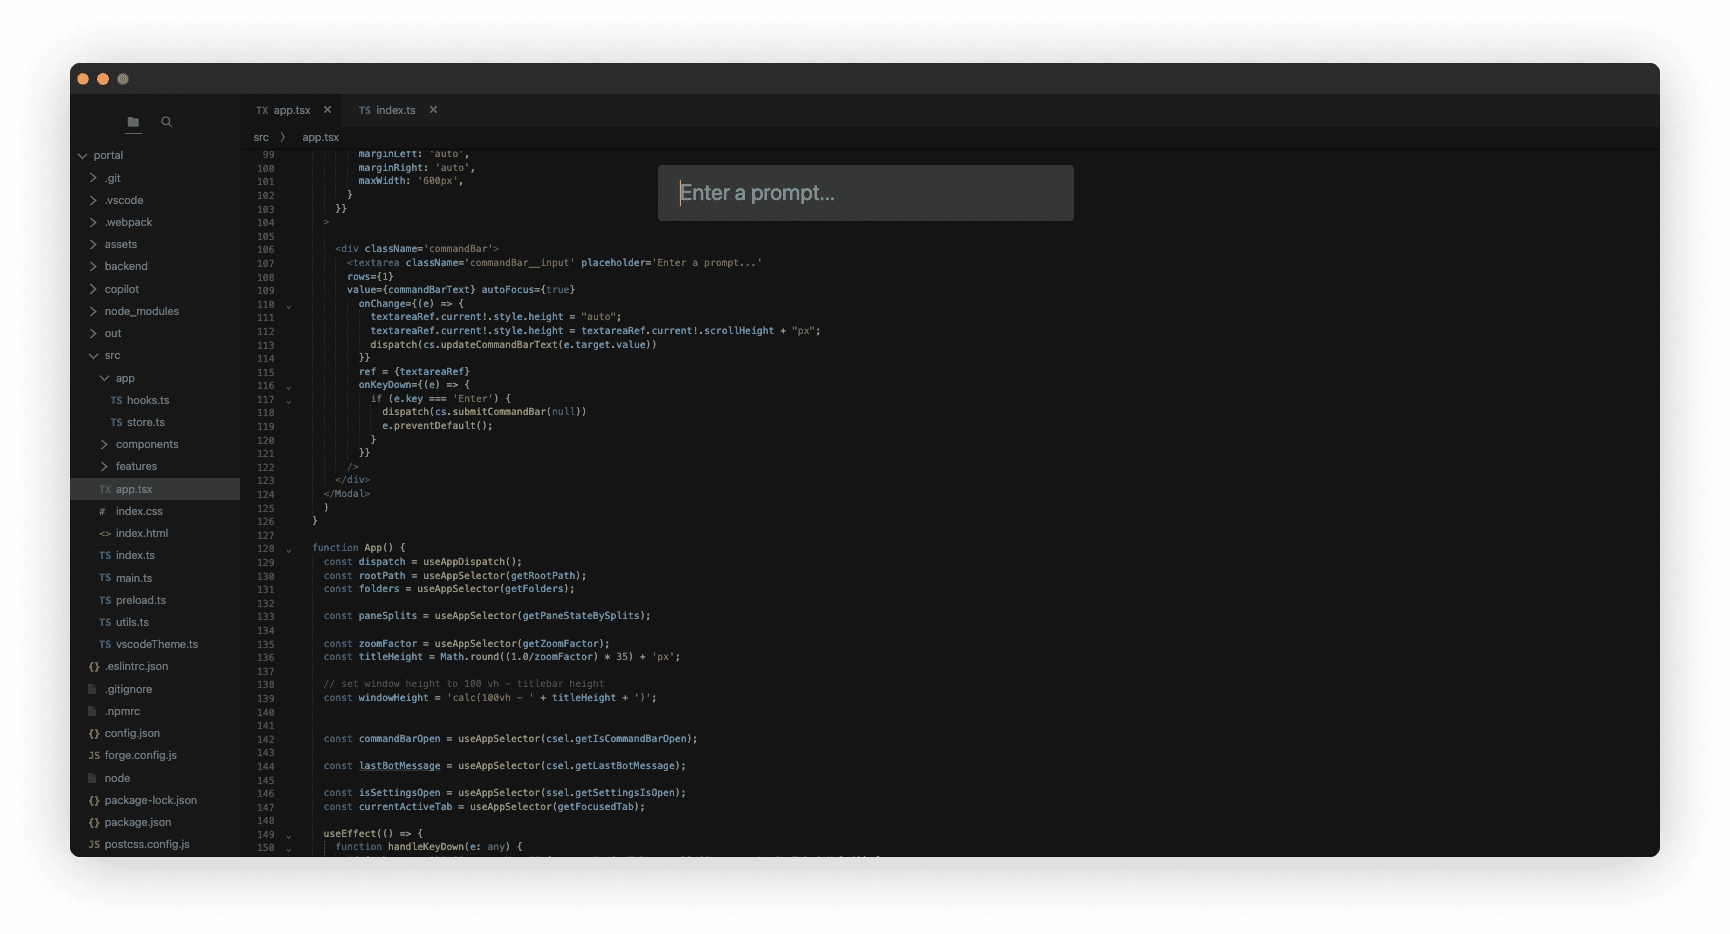 TX app.tsx ✕ TS index.ts ✕
src 〉 app.tsx
portal
.git
.vscode
.webpack
assets
backend
copilot
node_modules
out
src
app
TS hooks.ts
TS store.ts
components
features
TX app.tsx
# index.css
<> index.html
TS index.ts
TS main.ts
TS preload.ts
TS utils.ts
TS vscodeTheme.ts
{} .eslintrc.json
.gitignore
.npmrc
{} config.json
JS forge.config.js
node
{} package-lock.json
{} package.json
JS postcss.config.js
Enter a prompt...
99 marginLeft: 'auto',
100 marginRight: 'auto',
101 maxWidth: '600px',
102 }
103 }}
104 >
105
106 <div className='commandBar'>
107 <textarea className='commandBar__input' placeholder='Enter a prompt...'
108 rows={1}
109 value={commandBarText} autoFocus={true}
110 onChange={(e) => {
111 textareaRef.current!.style.height = "auto";
112 textareaRef.current!.style.height = textareaRef.current!.scrollHeight + "px";
113 dispatch(cs.updateCommandBarText(e.target.value))
114 }}
115 ref = {textareaRef}
116 onKeyDown={(e) => {
117 if (e.key === 'Enter') {
118 dispatch(cs.submitCommandBar(null))
119 e.preventDefault();
120 }
121 }}
122 />
123 </div>
124 </Modal>
125 )
126 }
127
128 function App() {
129 const dispatch = useAppDispatch();
130 const rootPath = useAppSelector(getRootPath);
131 const folders = useAppSelector(getFolders);
132
133 const paneSplits = useAppSelector(getPaneStateBySplits);
134
135 const zoomFactor = useAppSelector(getZoomFactor);
136 const titleHeight = Math.round((1.0/zoomFactor) * 35) + 'px';
137
138 // set window height to 100 vh - titlebar height
139 const windowHeight = 'calc(100vh - ' + titleHeight + ')';
140
141
142 const commandBarOpen = useAppSelector(csel.getIsCommandBarOpen);
143
144 const lastBotMessage = useAppSelector(csel.getLastBotMessage);
145
146 const isSettingsOpen = useAppSelector(ssel.getSettingsIsOpen);
147 const currentActiveTab = useAppSelector(getFocusedTab);
148
149 useEffect(() => {
150 function handleKeyDown(e: any) {